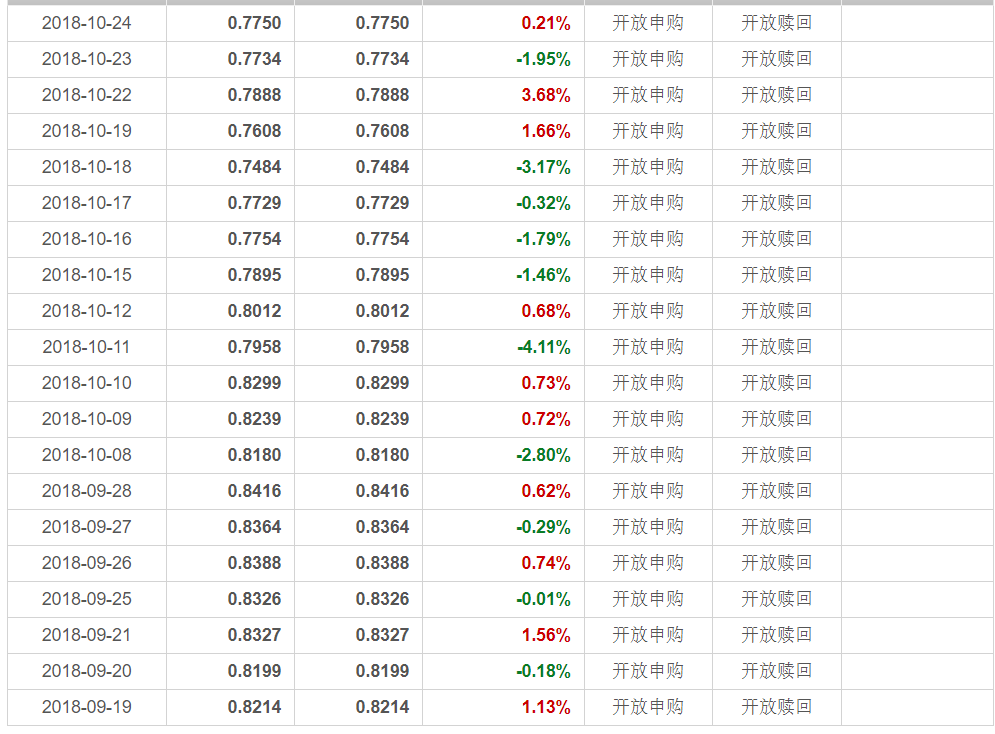 2018-10-24 0.7750 0.7750 0.21% 开放申购 开放赎回
2018-10-23 0.7734 0.7734 -1.95% 开放申购 开放赎回
2018-10-22 0.7888 0.7888 3.68% 开放申购 开放赎回
2018-10-19 0.7608 0.7608 1.66% 开放申购 开放赎回
2018-10-18 0.7484 0.7484 -3.17% 开放申购 开放赎回
2018-10-17 0.7729 0.7729 -0.32% 开放申购 开放赎回
2018-10-16 0.7754 0.7754 -1.79% 开放申购 开放赎回
2018-10-15 0.7895 0.7895 -1.46% 开放申购 开放赎回
2018-10-12 0.8012 0.8012 0.68% 开放申购 开放赎回
2018-10-11 0.7958 0.7958 -4.11% 开放申购 开放赎回
2018-10-10 0.8299 0.8299 0.73% 开放申购 开放赎回
2018-10-09 0.8239 0.8239 0.72% 开放申购 开放赎回
2018-10-08 0.8180 0.8180 -2.80% 开放申购 开放赎回
2018-09-28 0.8416 0.8416 0.62% 开放申购 开放赎回
2018-09-27 0.8364 0.8364 -0.29% 开放申购 开放赎回
2018-09-26 0.8388 0.8388 0.74% 开放申购 开放赎回
2018-09-25 0.8326 0.8326 -0.01% 开放申购 开放赎回
2018-09-21 0.8327 0.8327 1.56% 开放申购 开放赎回
2018-09-20 0.8199 0.8199 -0.18% 开放申购 开放赎回
2018-09-19 0.8214 0.8214 1.13% 开放申购 开放赎回